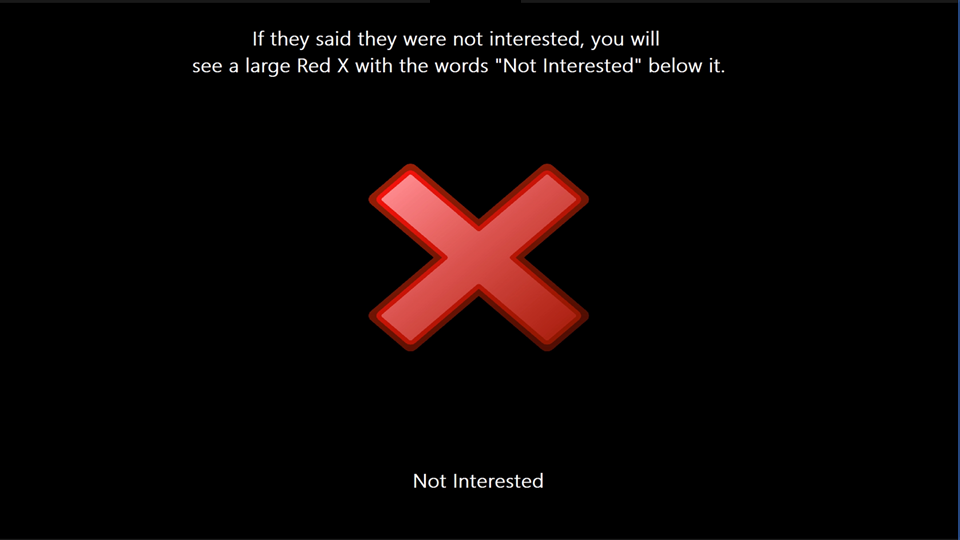 If they said they were not interested, you will
see a large Red X with the words "Not Interested" below it.
Not Interested